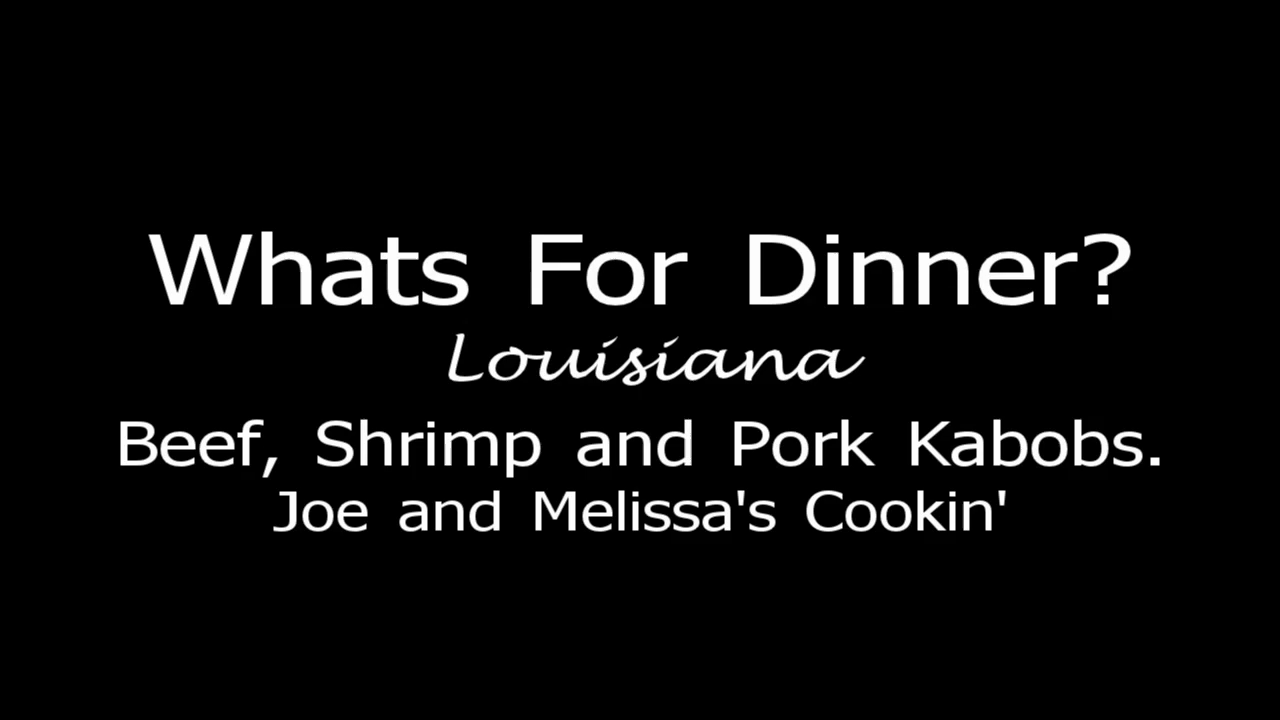 Whats For Dinner?
Louisiana
Beef, Shrimp and Pork Kabobs.
Joe and Melissa's Cookin'